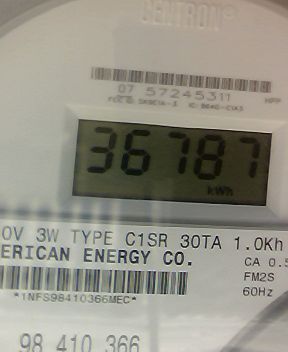 CENTRON®
07 57245311
36787
kWh
0V 3W TYPE C1SR 30TA 1.0Kh
ERICAN ENERGY CO.
CA 0.5
FM2S
60Hz
*1NFS98410366MEC*
98 410 366